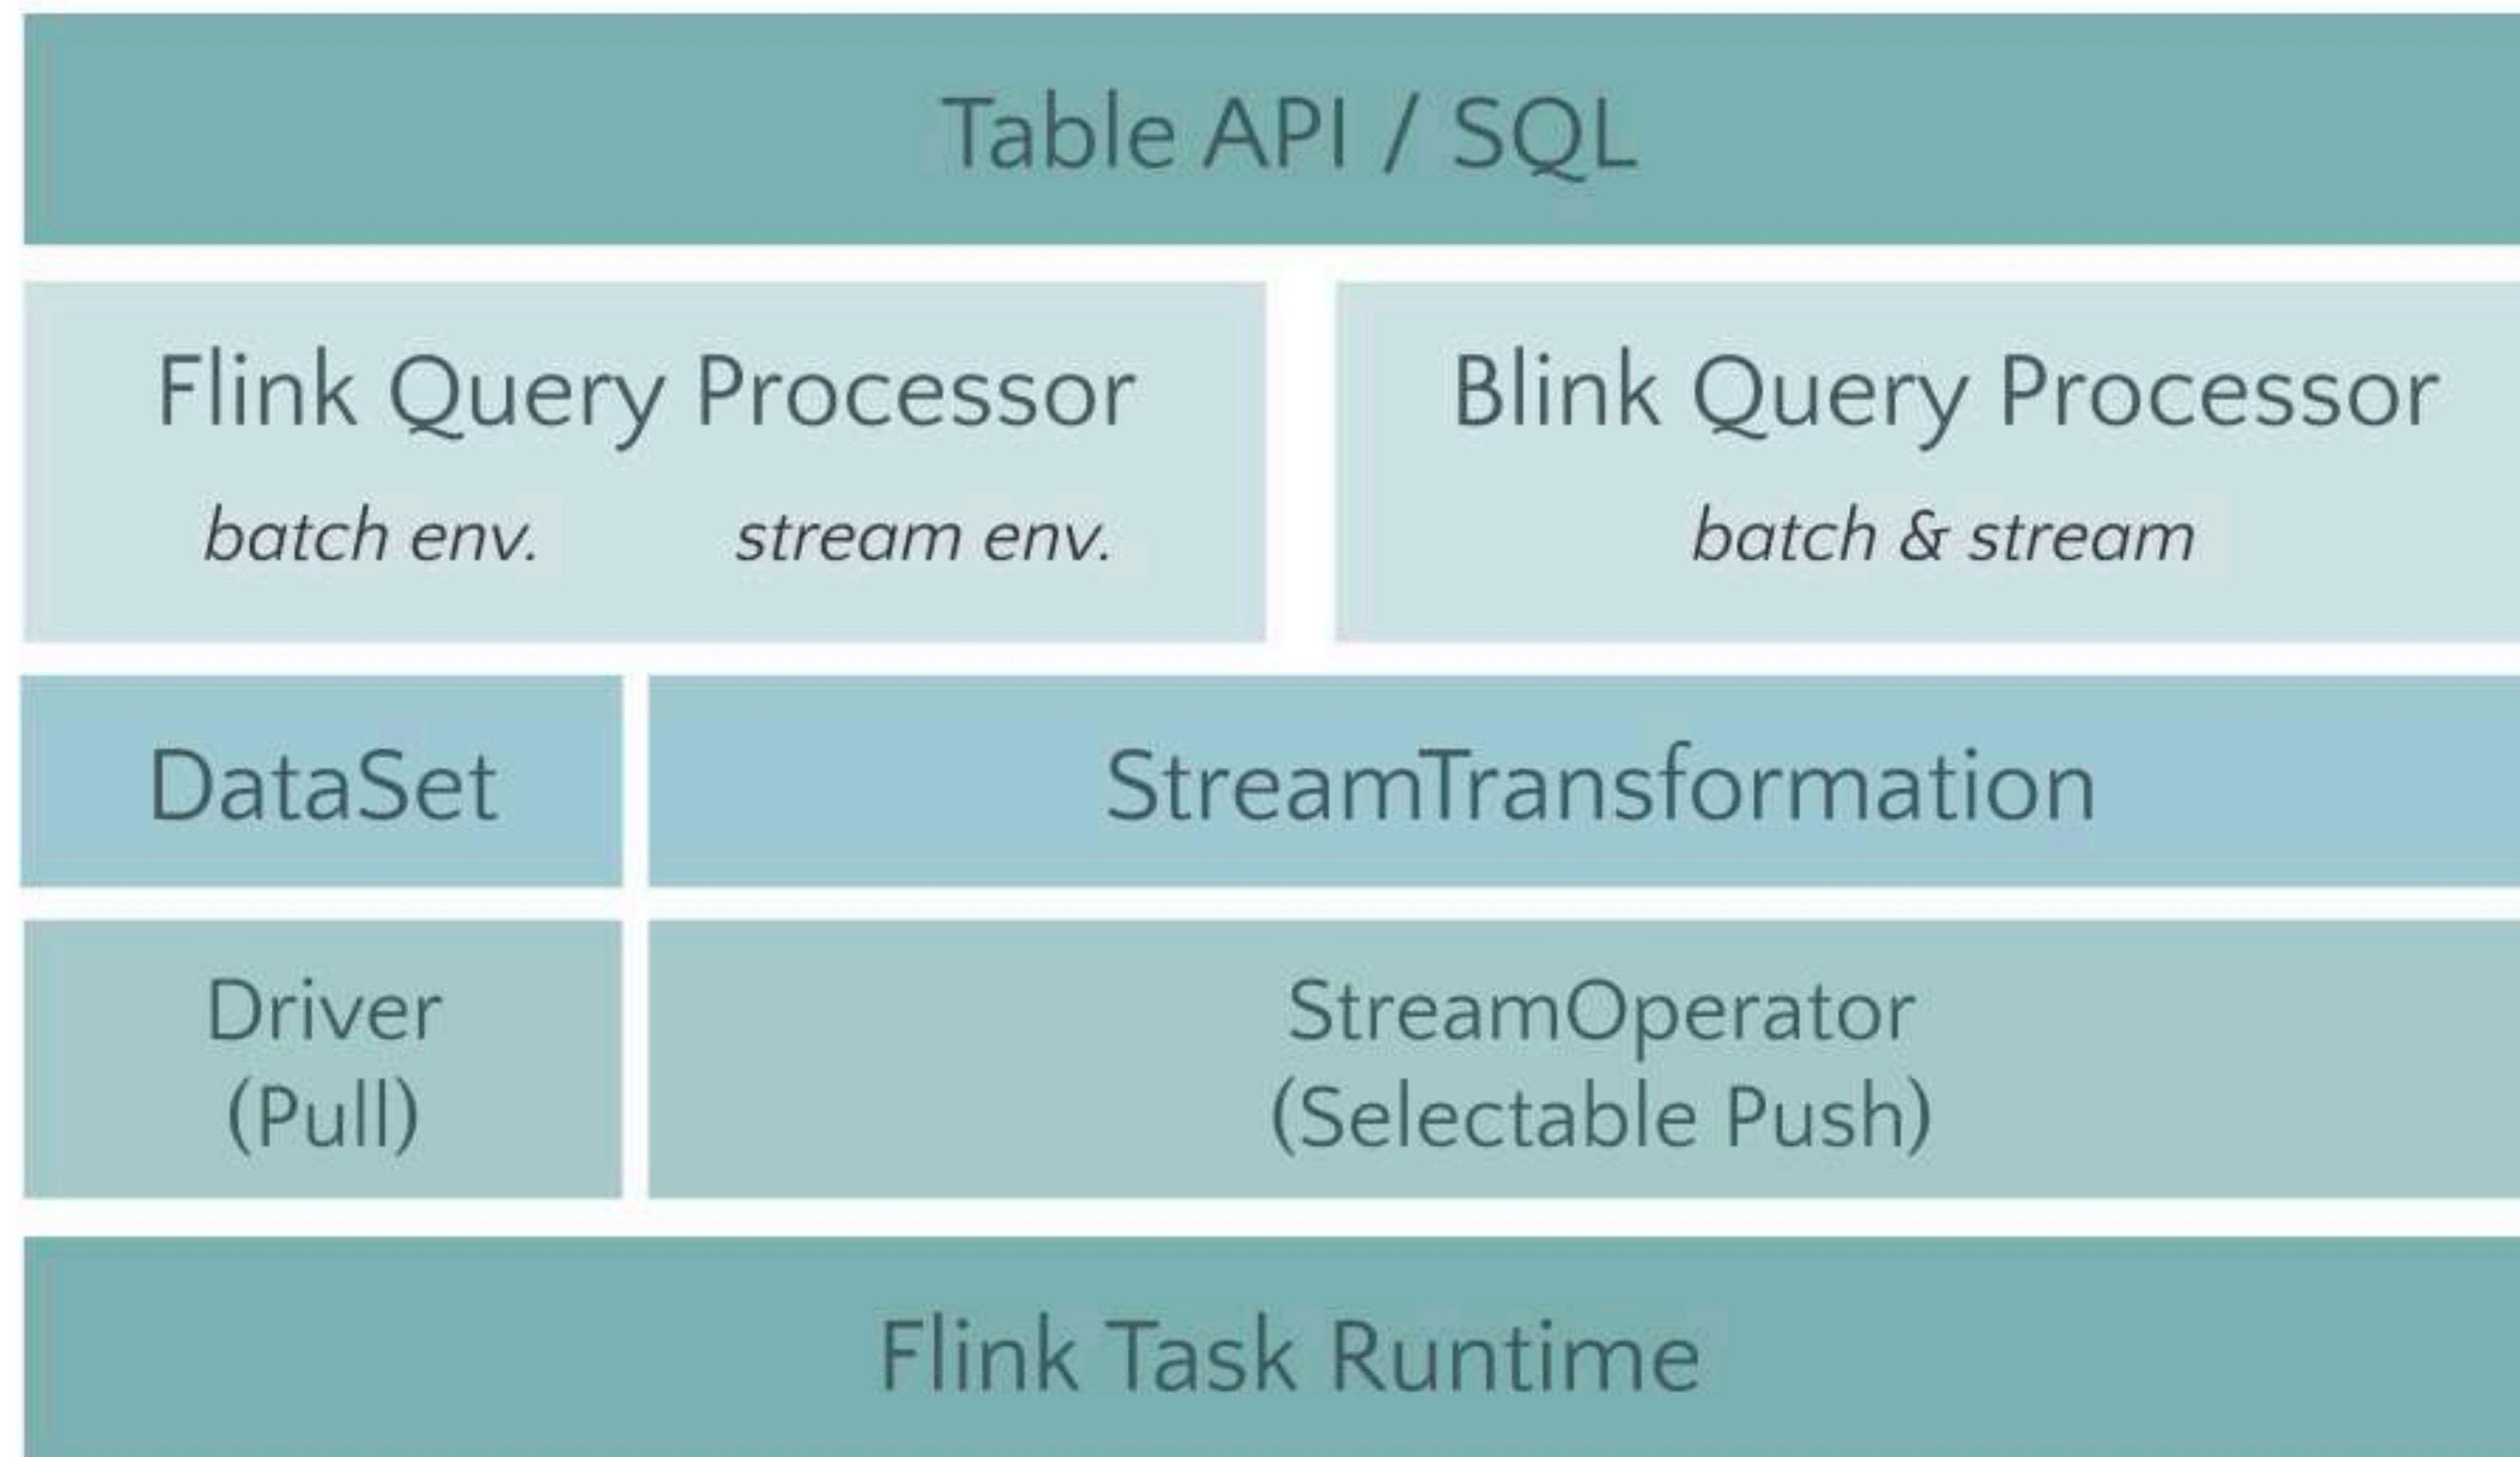 Table API / SQL
Flink Query Processor
batch env. stream env.
Blink Query Processor
batch & stream
DataSet
StreamTransformation
Driver
(Pull)
StreamOperator
(Selectable Push)
Flink Task Runtime